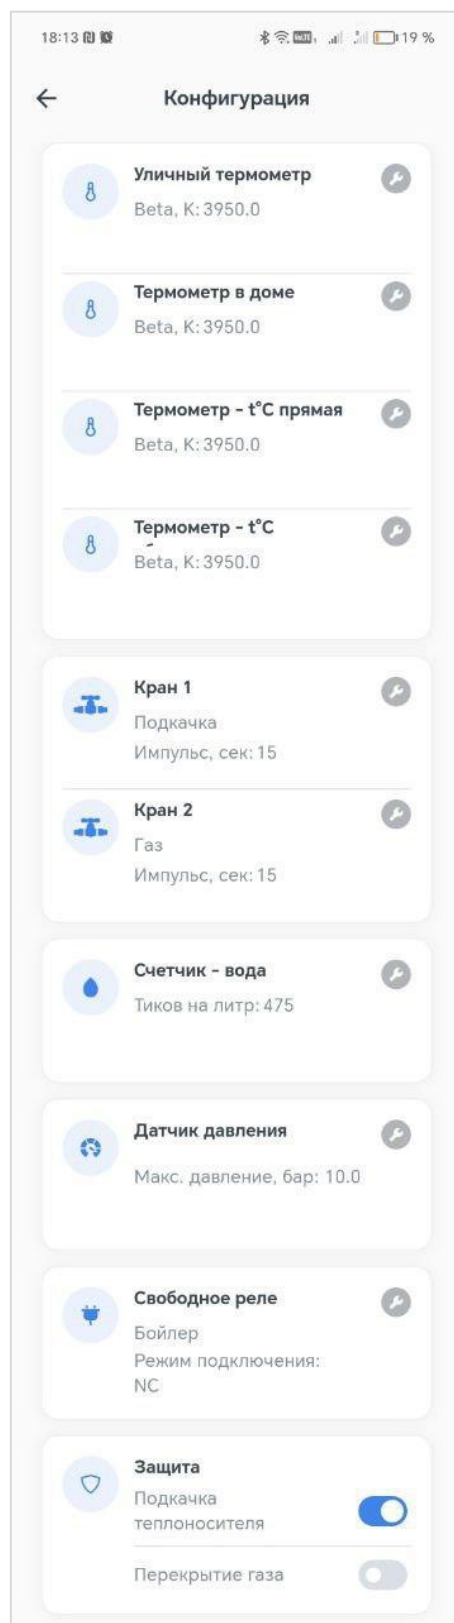 18:13 19 %
Конфигурация
Уличный термометр
Beta, K: 3950.0
Термометр в доме
Beta, K: 3950.0
Термометр - t°C прямая
Beta, K: 3950.0
Термометр - t°C
Beta, K: 3950.0
Кран 1
Подкачка
Импульс, сек: 15
Кран 2
Газ
Импульс, сек: 15
Счетчик - вода
Тиков на литр: 475
Датчик давления
Макс. давление, бар: 10.0
Свободное реле
Бойлер
Режим подключения:
NC
Защита
Подкачка
теплоносителя
Перекрытие газа